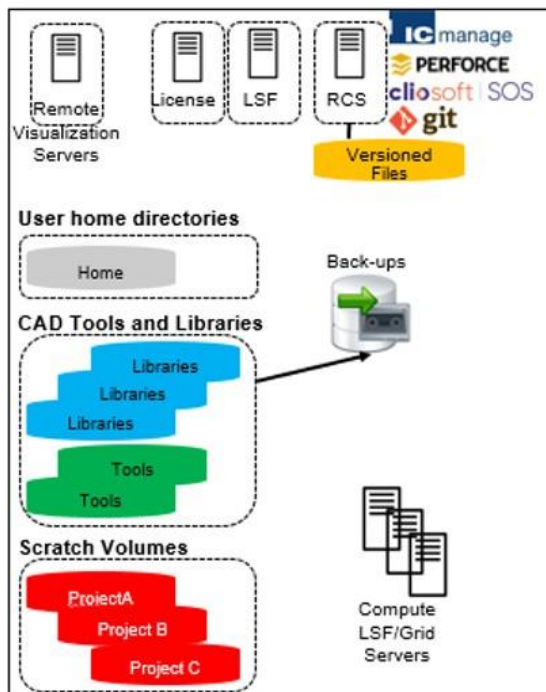 IC manage
PERFORCE
cliosoft | SOS
git
Remote
Visualization
Servers
License
LSF
RCS
Versioned
Files
User home directories
Home
Back-ups
CAD Tools and Libraries
Libraries
Libraries
Libraries
Tools
Tools
Scratch Volumes
ProjectA
Project B
Project C
Compute
LSF/Grid
Servers